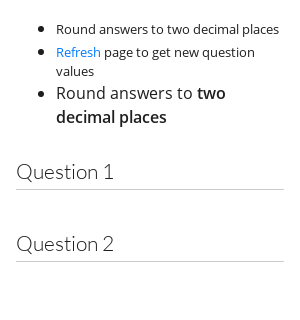 Round answers to two decimal places
Refresh page to get new question
values
Round answers to two
decimal places
Question 1
Question 2